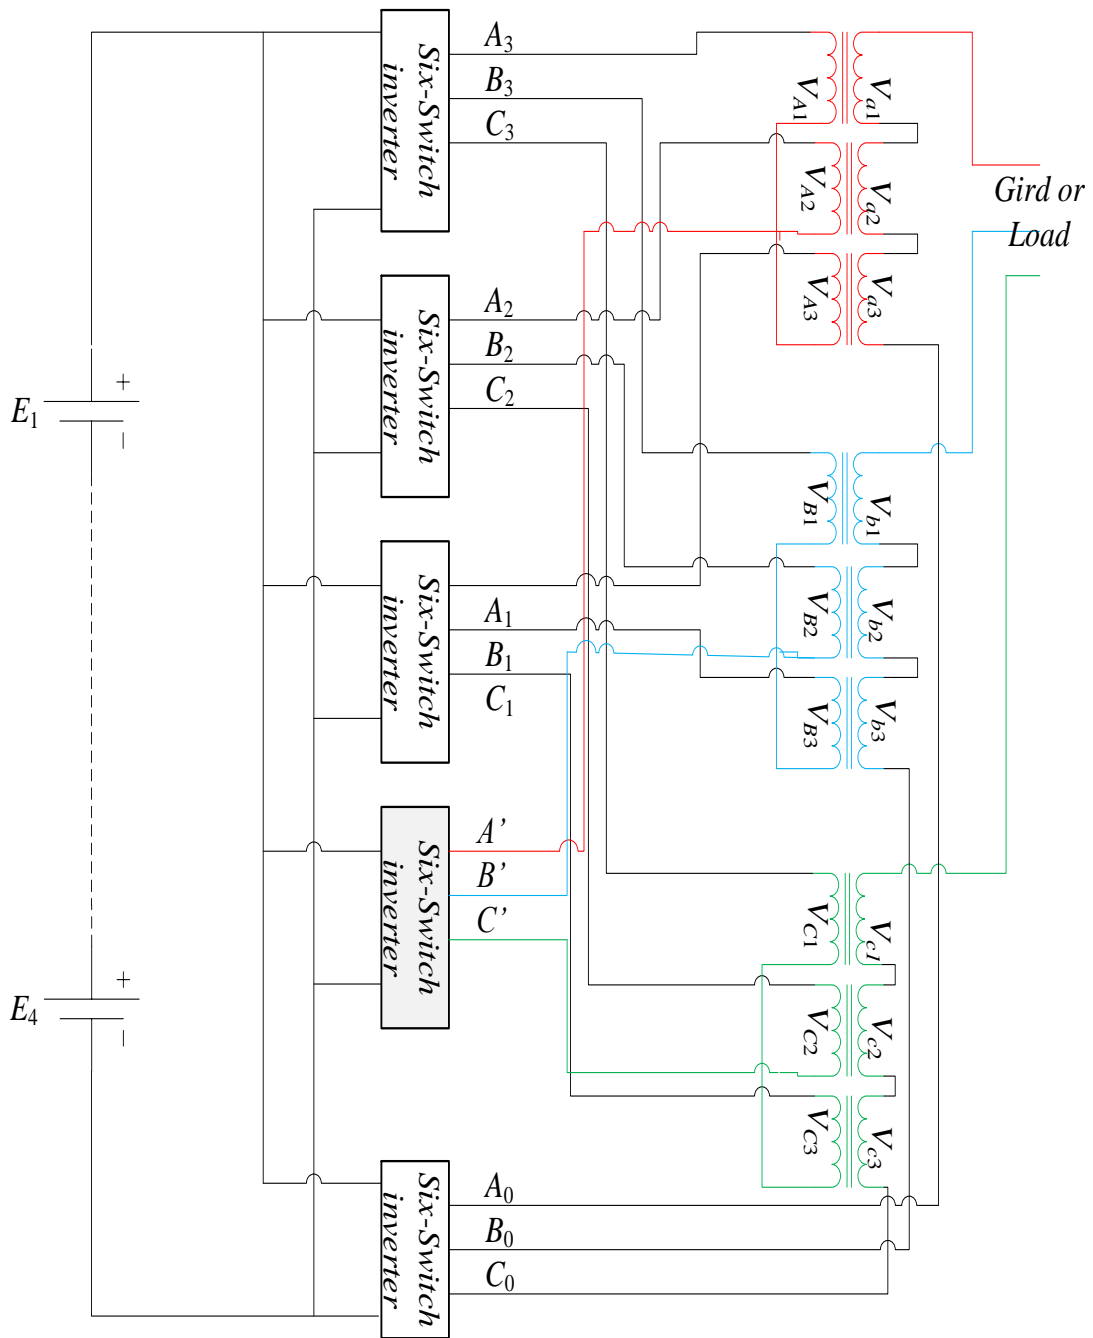 Six-Switch
inverter
A3
B3
C3
VA1
Va1
VA2
Va2
VA3
Va3
Gird or
Load
Six-Switch
inverter
A2
B2
C2
+
E1
–
VB1
Vb1
VB2
Vb2
VB3
Vb3
Six-Switch
inverter
A1
B1
C1
Six-Switch
inverter
A’
B’
C’
VC1
Vc1
VC2
Vc2
VC3
Vc3
+
E4
–
Six-Switch
inverter
A0
B0
C0